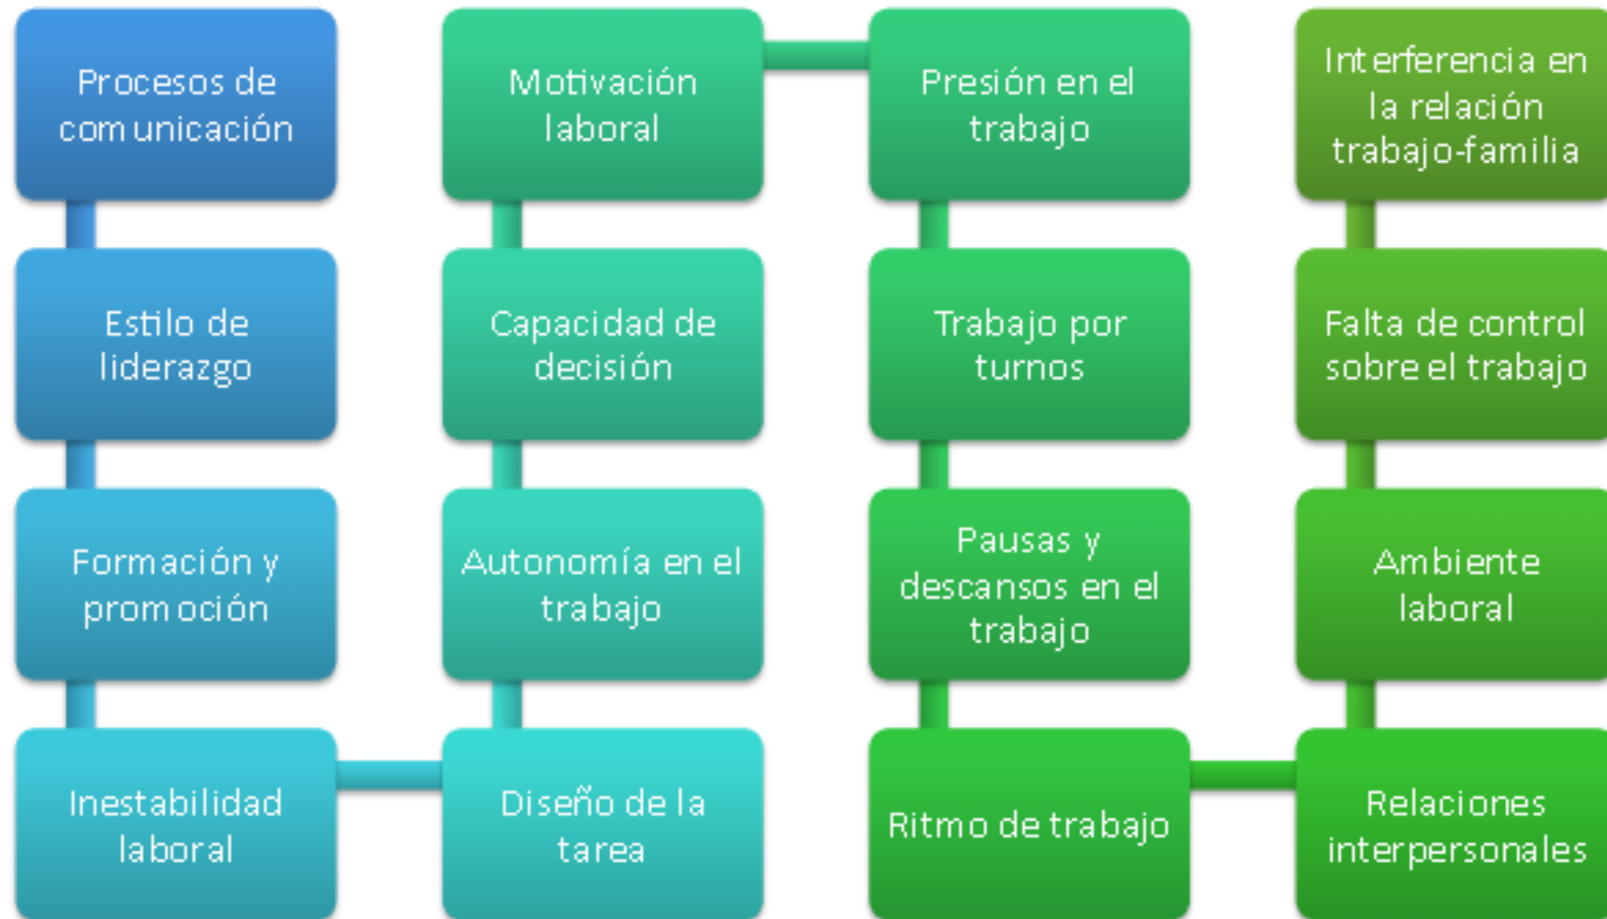 Procesos de
comunicación
Estilo de
liderazgo
Formación y
promoción
Inestabilidad
laboral
Diseño de la
tarea
Autonomía en el
trabajo
Capacidad de
decisión
Motivación
laboral
Presión en el
trabajo
Trabajo por
turnos
Pausas y
descansos en el
trabajo
Ritmo de trabajo
Relaciones
interpersonales
Ambiente
laboral
Falta de control
sobre el trabajo
Interferencia en
la relación
trabajo-familia